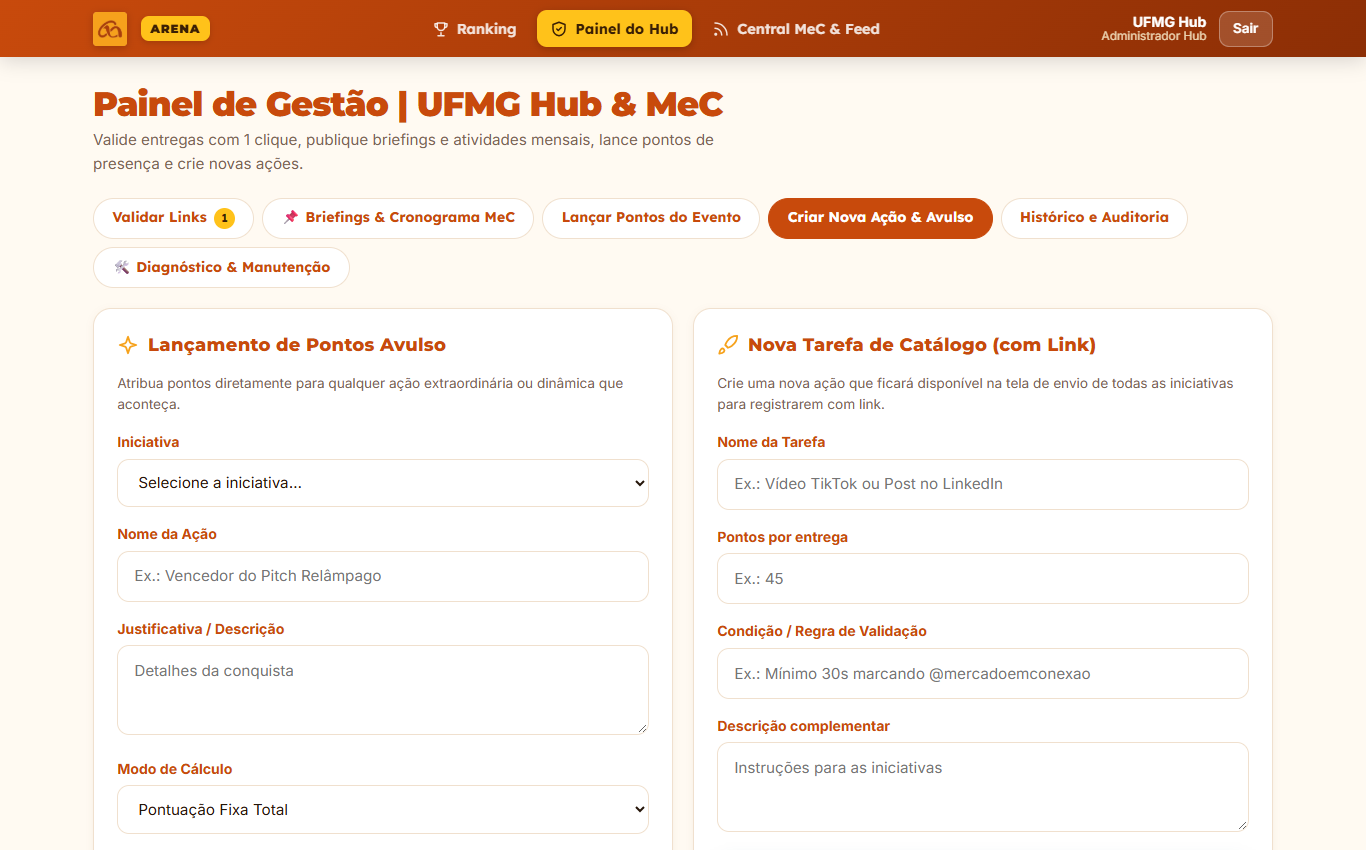 ARENA
Ranking
Painel do Hub
Central MeC & Feed
UFMG Hub
Administrador Hub
Sair
Painel de Gestão | UFMG Hub & MeC
Valide entregas com 1 clique, publique briefings e atividades mensais, lance pontos de
presença e crie novas ações.
Validar Links 1
Briefings & Cronograma MeC
Lançar Pontos do Evento
Criar Nova Ação & Avulso
Histórico e Auditoria
Diagnóstico & Manutenção
Lançamento de Pontos Avulso
Atribua pontos diretamente para qualquer ação extraordinária ou dinâmica que
aconteça.
Iniciativa
Selecione a iniciativa...
Nome da Ação
Ex.: Vencedor do Pitch Relâmpago
Justificativa / Descrição
Detalhes da conquista
Modo de Cálculo
Pontuação Fixa Total
Nova Tarefa de Catálogo (com Link)
Crie uma nova ação que ficará disponível na tela de envio de todas as iniciativas
para registrarem com link.
Nome da Tarefa
Ex.: Vídeo TikTok ou Post no LinkedIn
Pontos por entrega
Ex.: 45
Condição / Regra de Validação
Ex.: Mínimo 30s marcando @mercadoemconexao
Descrição complementar
Instruções para as iniciativas